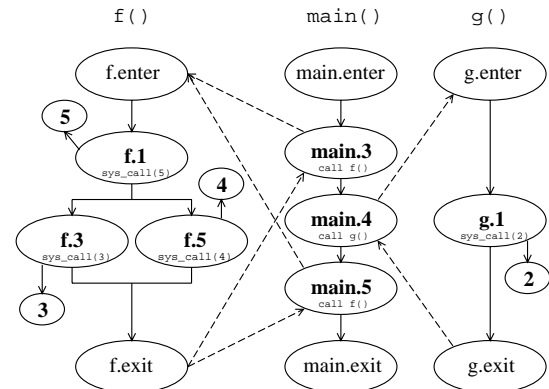 f() main() g()
f.enter main.enter g.enter
5
f.1
sys_call(5)
main.3
call f()
4
f.3
sys_call(3)
f.5
sys_call(4)
main.4
call g()
g.1
sys_call(2)
3
main.5
call f()
2
f.exit main.exit g.exit